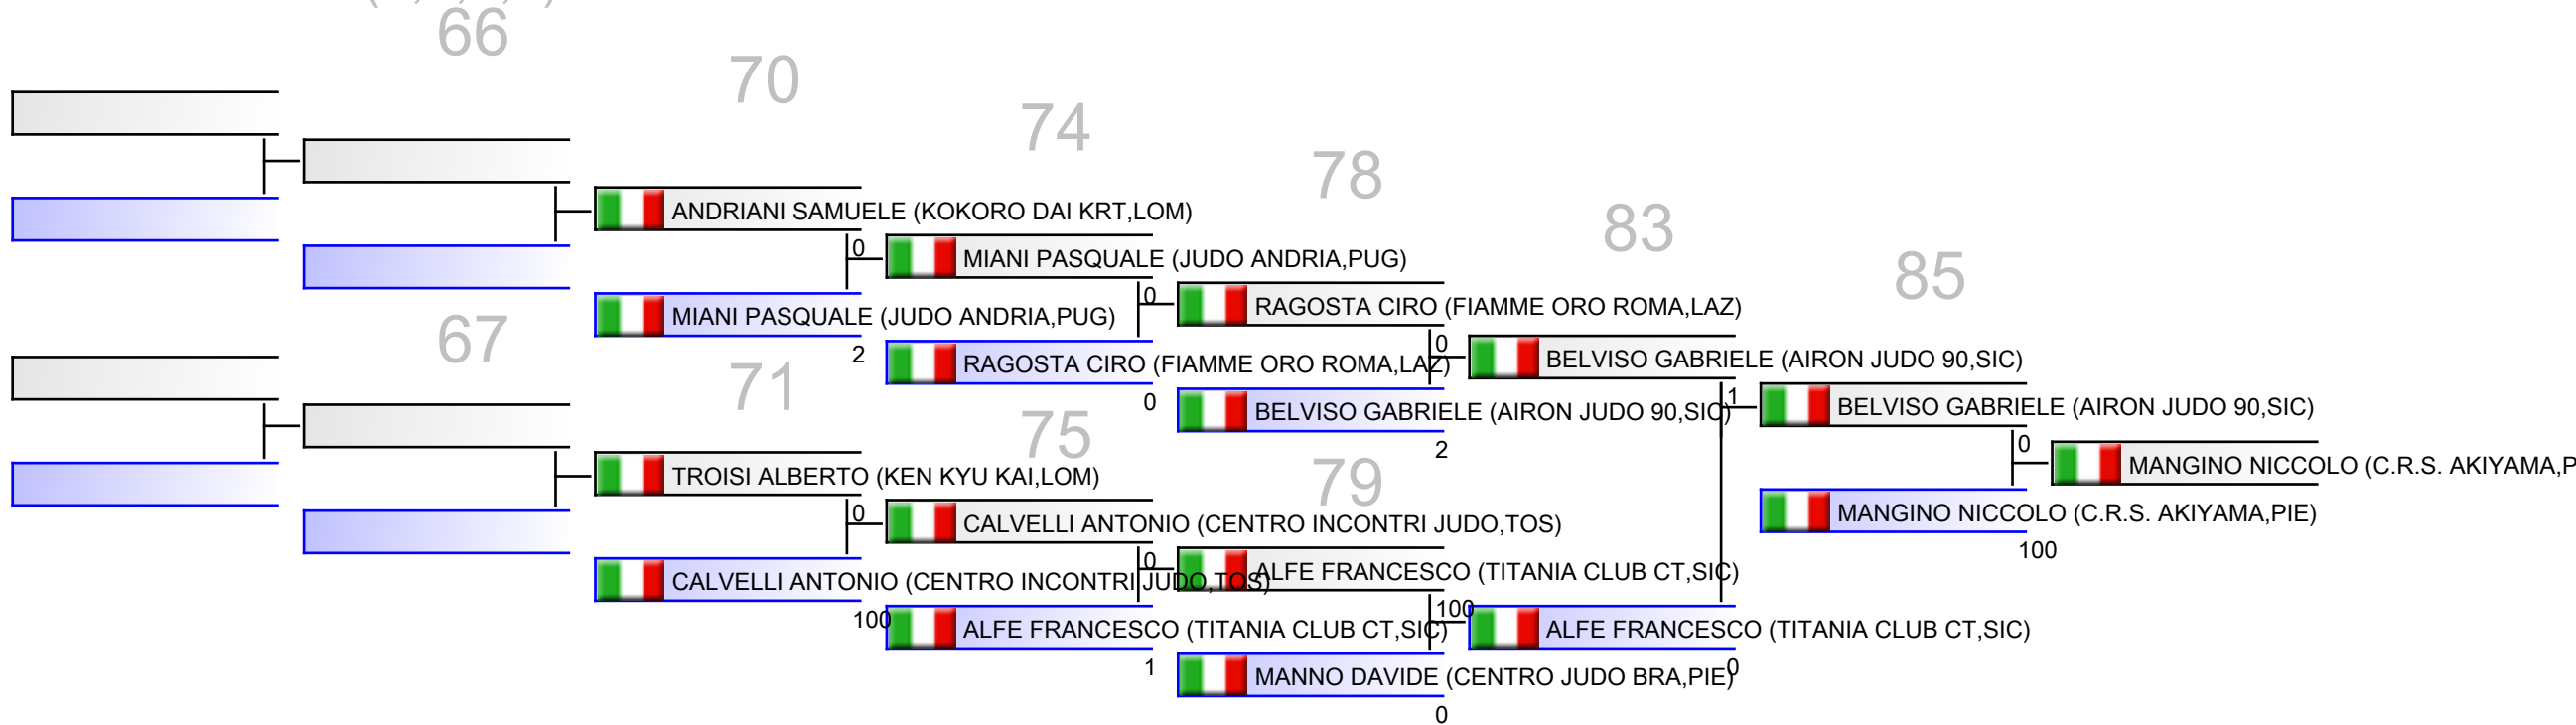 66
70
74
78
83
85
ANDRIANI SAMUELE (KOKORO DAI KRT,LOM)
0
MIANI PASQUALE (JUDO ANDRIA,PUG)
2
67
71
TROISI ALBERTO (KEN KYU KAI,LOM)
0
CALVELLI ANTONIO (CENTRO INCONTRI JUDO,TOS)
100
MIANI PASQUALE (JUDO ANDRIA,PUG)
0
RAGOSTA CIRO (FIAMME ORO ROMA,LAZ)
0
75
CALVELLI ANTONIO (CENTRO INCONTRI JUDO,TOS)
0
ALFE FRANCESCO (TITANIA CLUB CT,SIC)
1
RAGOSTA CIRO (FIAMME ORO ROMA,LAZ)
0
BELVISO GABRIELE (AIRON JUDO 90,SIC)
2
79
ALFE FRANCESCO (TITANIA CLUB CT,SIC)
100
MANNO DAVIDE (CENTRO JUDO BRA,PIE)
0
BELVISO GABRIELE (AIRON JUDO 90,SIC)
1
ALFE FRANCESCO (TITANIA CLUB CT,SIC)
0
BELVISO GABRIELE (AIRON JUDO 90,SIC)
0
MANGINO NICCOLO (C.R.S. AKIYAMA,PIE)
100
MANGINO NICCOLO (C.R.S. AKIYAMA,P